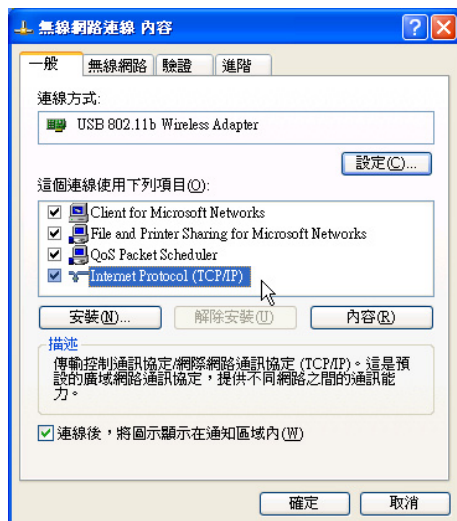 無線網路連線 內容
一般 無線網路 驗證 進階
連線方式:
USB 802.11b Wireless Adapter
設定(C)...
這個連線使用下列項目(O):
Client for Microsoft Networks
File and Printer Sharing for Microsoft Networks
QoS Packet Scheduler
Internet Protocol (TCP/IP)
安裝(N)... 解除安裝(U) 內容(R)
描述
傳輸控制通訊協定/網際網路通訊協定 (TCP/IP)。這是預
設的廣域網路通訊協定，提供不同網路之間的通訊能
力。
連線後，將圖示顯示在通知區域內(W)
確定 取消